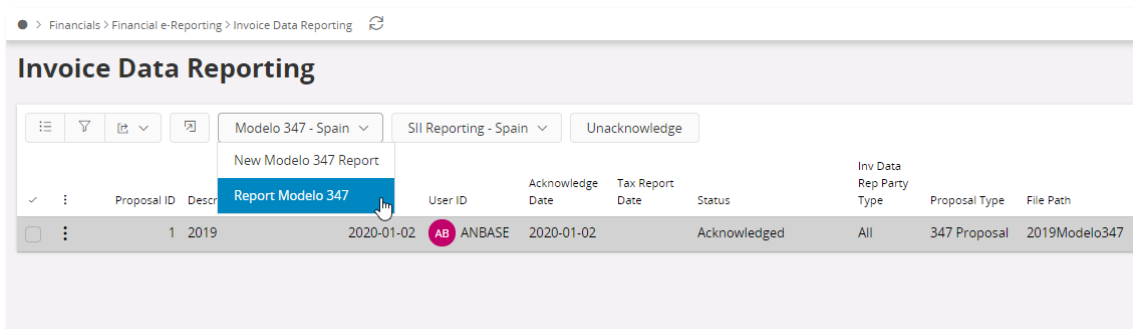 > Financials > Financial e-Reporting > Invoice Data Reporting
Invoice Data Reporting
Modelo 347 - Spain
SII Reporting - Spain
Unacknowledge
New Modelo 347 Report
Report Modelo 347
Proposal ID Descr User ID Acknowledge Date Tax Report Date Status Inv Data Rep Party Type Proposal Type File Path
1 2019 2020-01-02 AB ANBASE 2020-01-02 Acknowledged All 347 Proposal 2019Modelo347